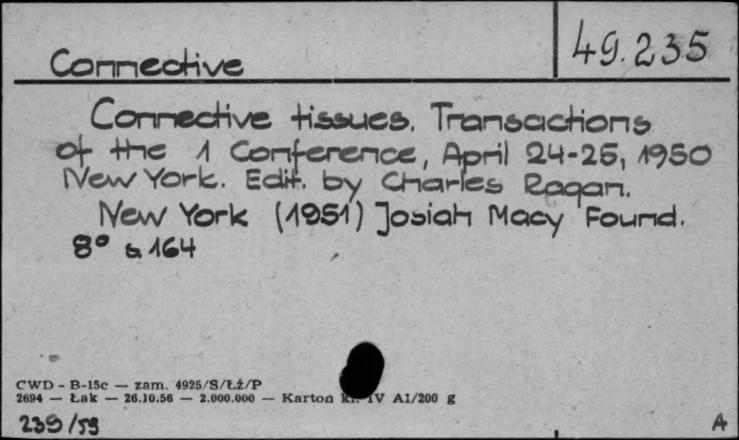 49.235
Connective
Connective tissues. Transactions
of the 1 Conference, April 24-25, 1950
New York. Edit. by Charles Ragan.
New York (1951) Josiah Macy Found.
8° s 164
CWD - B-15c — zam. 4925/S/Łż/P
2694 — Łak — 26.10.56 — 2.000.000 — Karton kl. IV A1/200 g
239/59
A